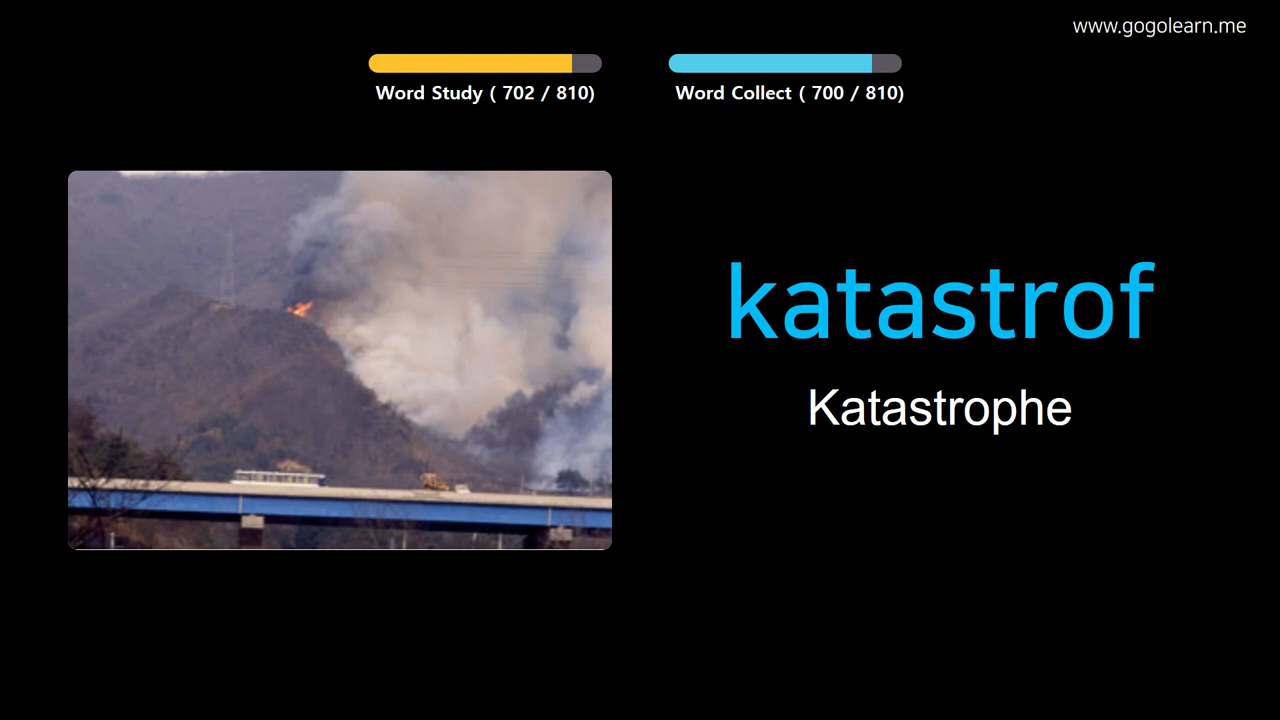 www.gogolearn.me
Word Study ( 702 / 810)
Word Collect ( 700 / 810)
katastrof
Katastrophe